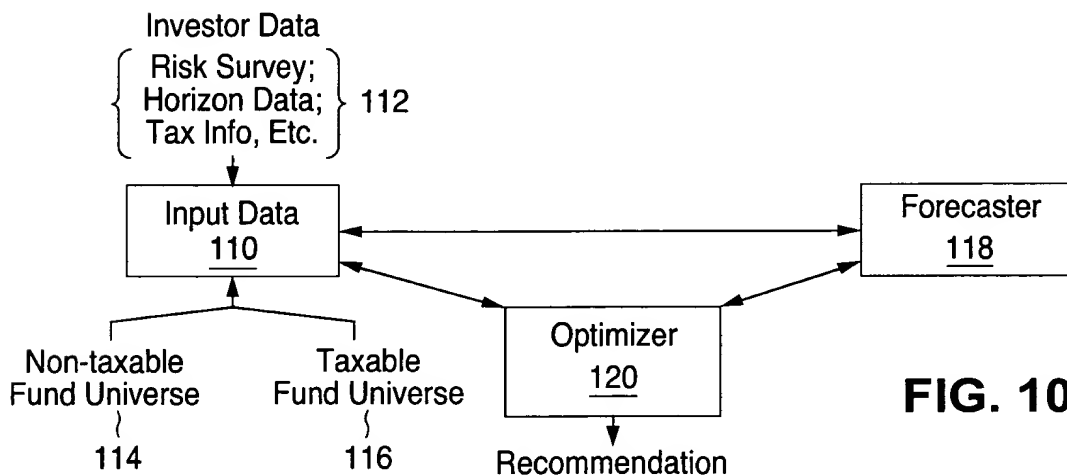 Investor Data
Risk Survey;
Horizon Data;
Tax Info, Etc.
112
Input Data
110
Forecaster
118
Non-taxable
Fund Universe
114
Taxable
Fund Universe
116
Optimizer
120
Recommendation
FIG. 10